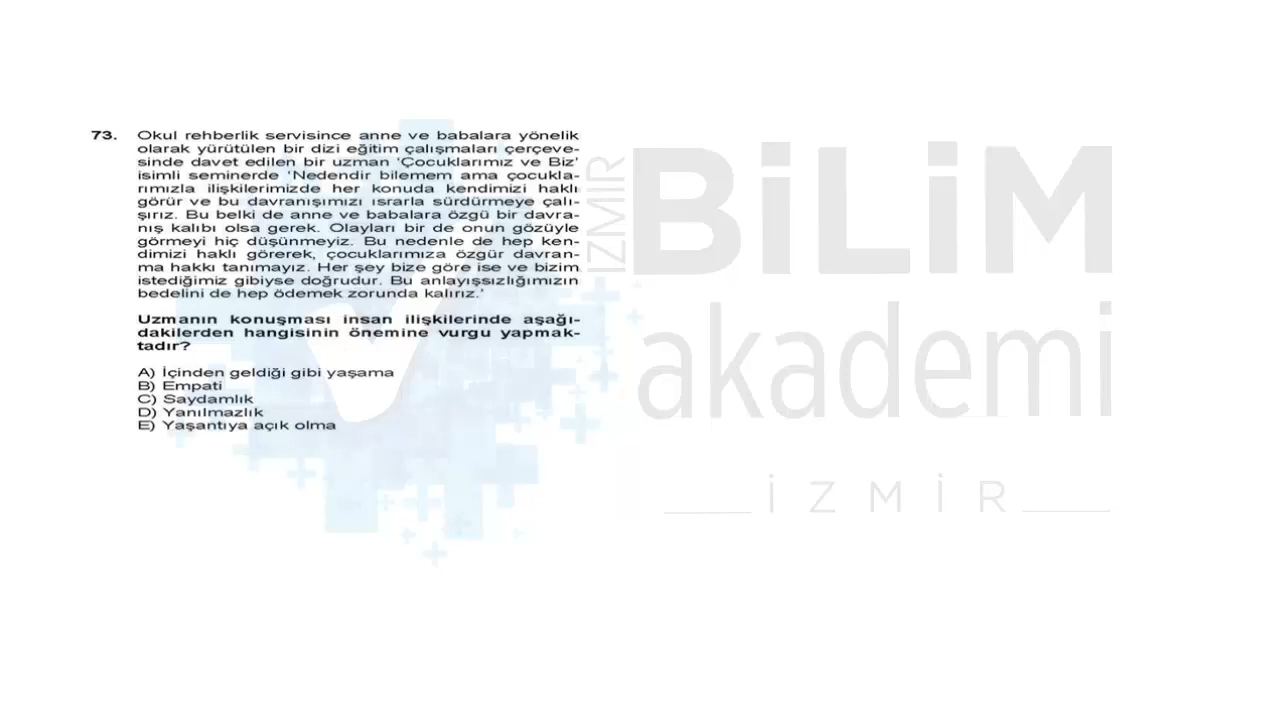 73. Okul rehberlik servisince anne ve babalara yönelik
olarak yürütülen bir dizi eğitim çalışmaları çerçeve-
sinde davet edilen bir uzman ‘Çocuklarımız ve Biz’
isimli seminerde ‘Nedendir bilemem ama çocukla-
rımızla ilişkilerimizde her konuda kendimizi haklı
görür ve bu davranışımızı ısrarla sürdürmeye çalı-
şırız. Bu belki de anne ve babalara özgü bir davra-
nış kalıbı olsa gerek. Olayları bir de onun gözüyle
görmeyi hiç düşünmeyiz. Bu nedenle de hep ken-
dimizi haklı görerek, çocuklarımıza özgür davran-
ma hakkı tanımayız. Her şey bize göre ise ve bizim
istediğimiz gibiyse doğrudur. Bu anlayışsızlığımızın
bedelini de hep ödemek zorunda kalırız.’
Uzmanın konuşması insan ilişkilerinde aşağı-
dakilerden hangisinin önemine vurgu yapmak-
tadır?
A) İçinden geldiği gibi yaşama
B) Empati
C) Saydamlık
D) Yanılmazlık
E) Yaşantıya açık olma
İZMİR
BİLİM
akademi
İZMİR